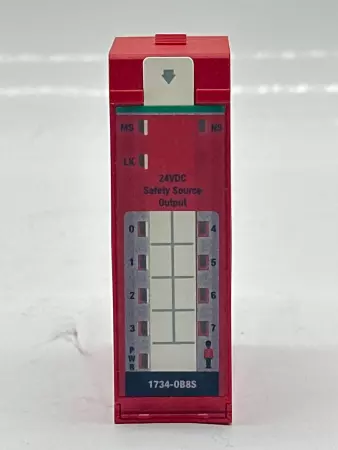 MS NS
LK
24VDC
Safety Source
Output
0 4
1 5
2 6
3 7
PWR
1734-OB8S